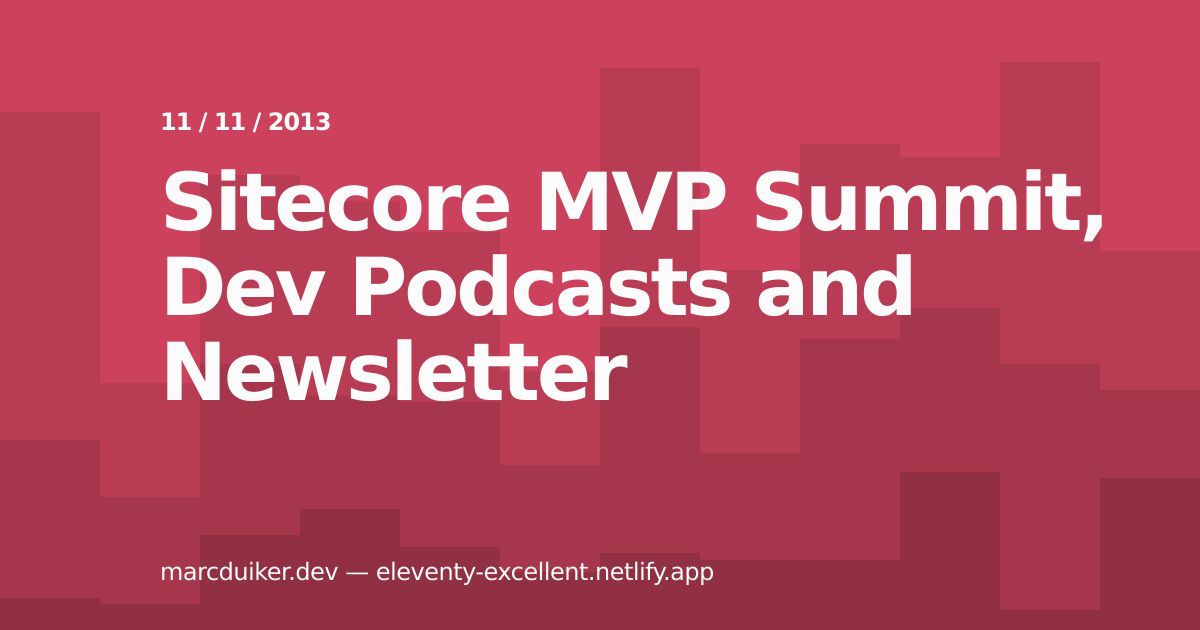 11 / 11 / 2013
Sitecore MVP Summit,
Dev Podcasts and
Newsletter
marcduiker.dev — eleventy-excellent.netlify.app